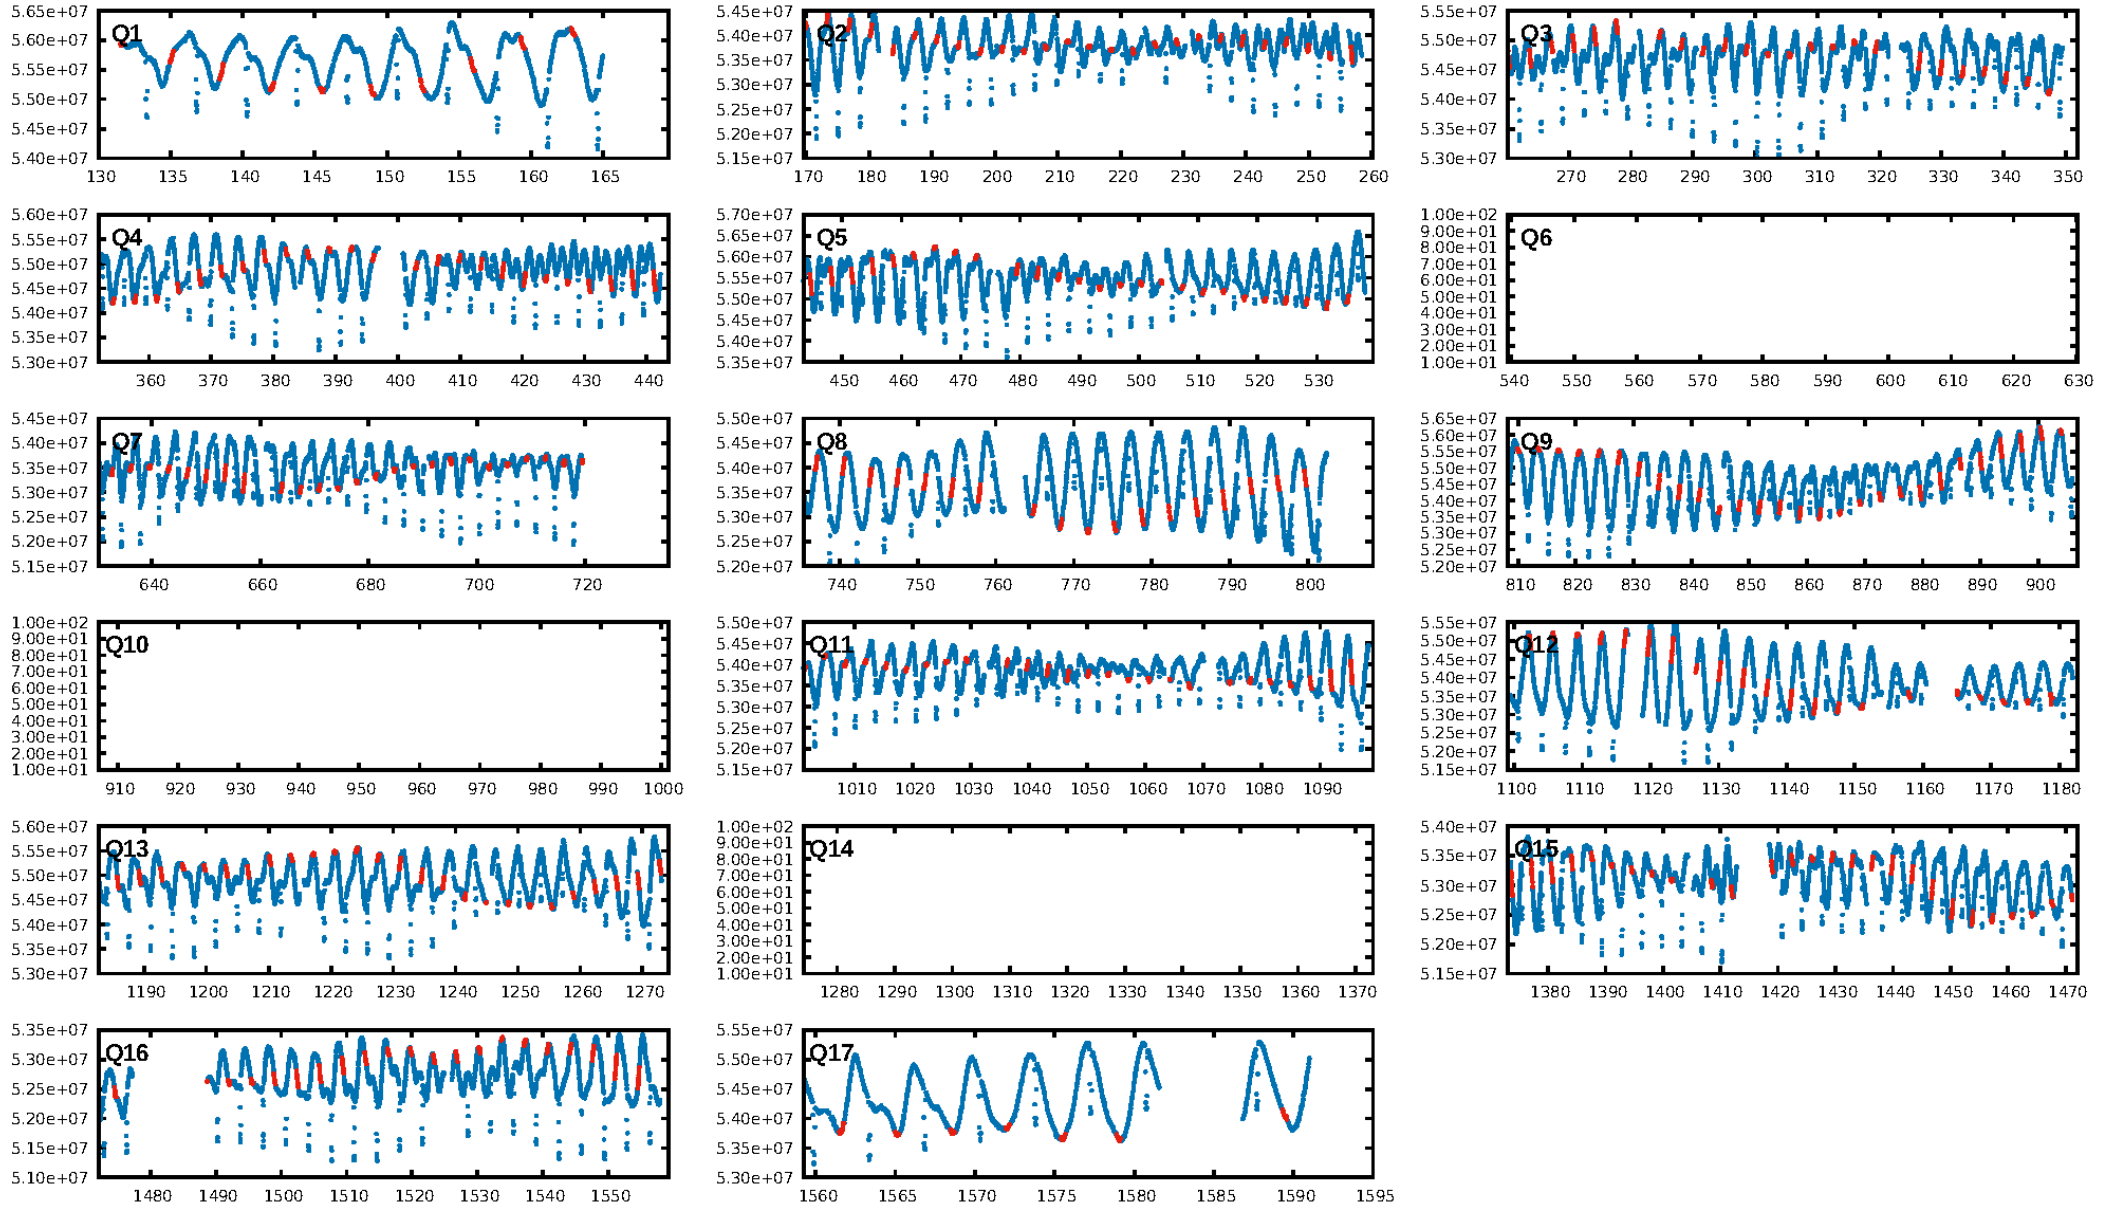 5.65e+07 5.60e+07 5.55e+07 5.50e+07 5.45e+07 5.40e+07
Q1
130 135 140 145 150 155 160 165
5.45e+07 5.40e+07 5.35e+07 5.30e+07 5.25e+07 5.20e+07 5.15e+07
Q2
170 180 190 200 210 220 230 240 250 260
5.55e+07 5.50e+07 5.45e+07 5.40e+07 5.35e+07 5.30e+07
Q3
270 280 290 300 310 320 330 340 350
5.60e+07 5.55e+07 5.50e+07 5.45e+07 5.40e+07 5.35e+07 5.30e+07
Q4
360 370 380 390 400 410 420 430 440
5.70e+07 5.65e+07 5.60e+07 5.55e+07 5.50e+07 5.45e+07 5.40e+07 5.35e+07
Q5
450 460 470 480 490 500 510 520 530
1.00e+02 9.00e+01 8.00e+01 7.00e+01 6.00e+01 5.00e+01 4.00e+01 3.00e+01 2.00e+01 1.00e+01
Q6
540 550 560 570 580 590 600 610 620 630
5.45e+07 5.40e+07 5.35e+07 5.30e+07 5.25e+07 5.20e+07 5.15e+07
Q7
640 660 680 700 720
5.50e+07 5.45e+07 5.40e+07 5.35e+07 5.30e+07 5.25e+07 5.20e+07
Q8
740 750 760 770 780 790 800
5.65e+07 5.60e+07 5.55e+07 5.50e+07 5.45e+07 5.40e+07 5.35e+07 5.30e+07 5.25e+07 5.20e+07
Q9
810 820 830 840 850 860 870 880 890 900
1.00e+02 9.00e+01 8.00e+01 7.00e+01 6.00e+01 5.00e+01 4.00e+01 3.00e+01 2.00e+01 1.00e+01
Q10
910 920 930 940 950 960 970 980 990 1000
5.50e+07 5.45e+07 5.40e+07 5.35e+07 5.30e+07 5.25e+07 5.20e+07 5.15e+07
Q11
1010 1020 1030 1040 1050 1060 1070 1080 1090
5.55e+07 5.50e+07 5.45e+07 5.40e+07 5.35e+07 5.30e+07 5.25e+07 5.20e+07 5.15e+07
Q12
1100 1110 1120 1130 1140 1150 1160 1170 1180
5.60e+07 5.55e+07 5.50e+07 5.45e+07 5.40e+07 5.35e+07 5.30e+07
Q13
1190 1200 1210 1220 1230 1240 1250 1260 1270
1.00e+02 9.00e+01 8.00e+01 7.00e+01 6.00e+01 5.00e+01 4.00e+01 3.00e+01 2.00e+01 1.00e+01
Q14
1280 1290 1300 1310 1320 1330 1340 1350 1360 1370
5.40e+07 5.35e+07 5.30e+07 5.25e+07 5.20e+07 5.15e+07
Q15
1380 1390 1400 1410 1420 1430 1440 1450 1460 1470
5.35e+07 5.30e+07 5.25e+07 5.20e+07 5.15e+07 5.10e+07
Q16
1480 1490 1500 1510 1520 1530 1540 1550
5.55e+07 5.50e+07 5.45e+07 5.40e+07 5.35e+07 5.30e+07
Q17
1560 1565 1570 1575 1580 1585 1590 1595